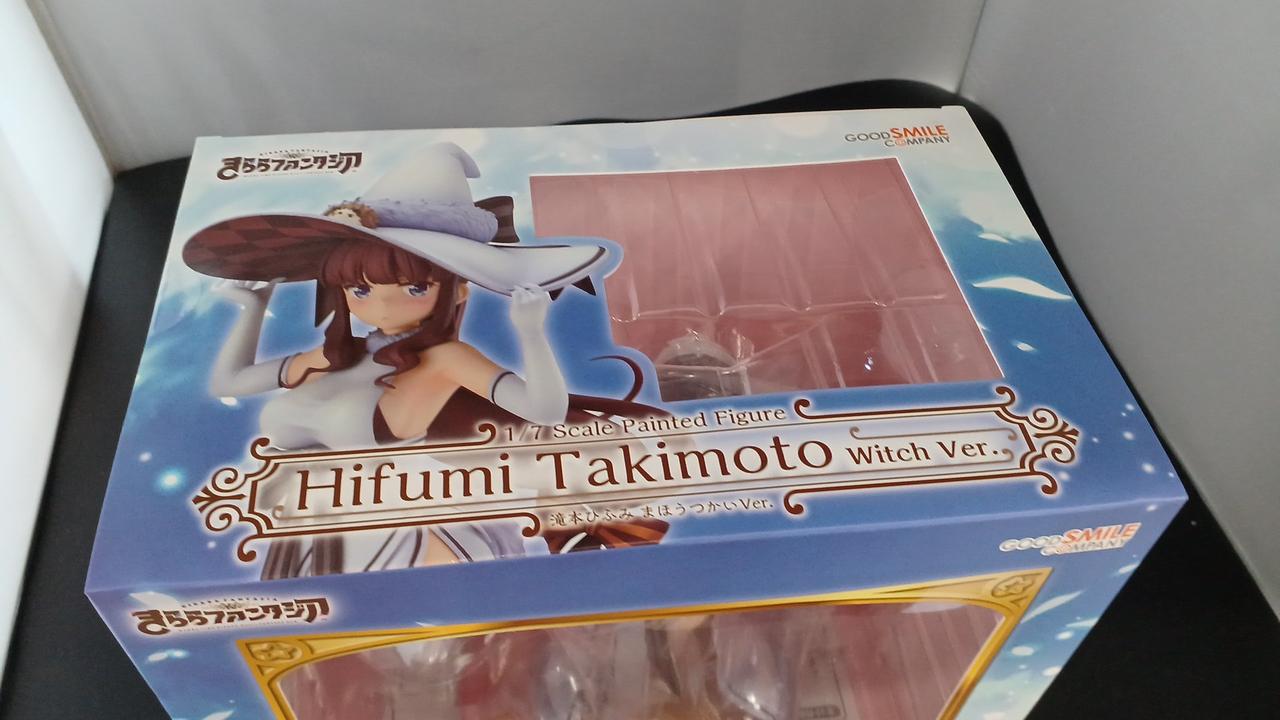 きららファンタジア
GOOD SMILE
COMPANY
1/7 Scale Painted Figure
Hifumi Takimoto Witch Ver.
滝本ひふみ まほうつかいVer.
GOOD SMILE
COMPANY
きららファンタジア